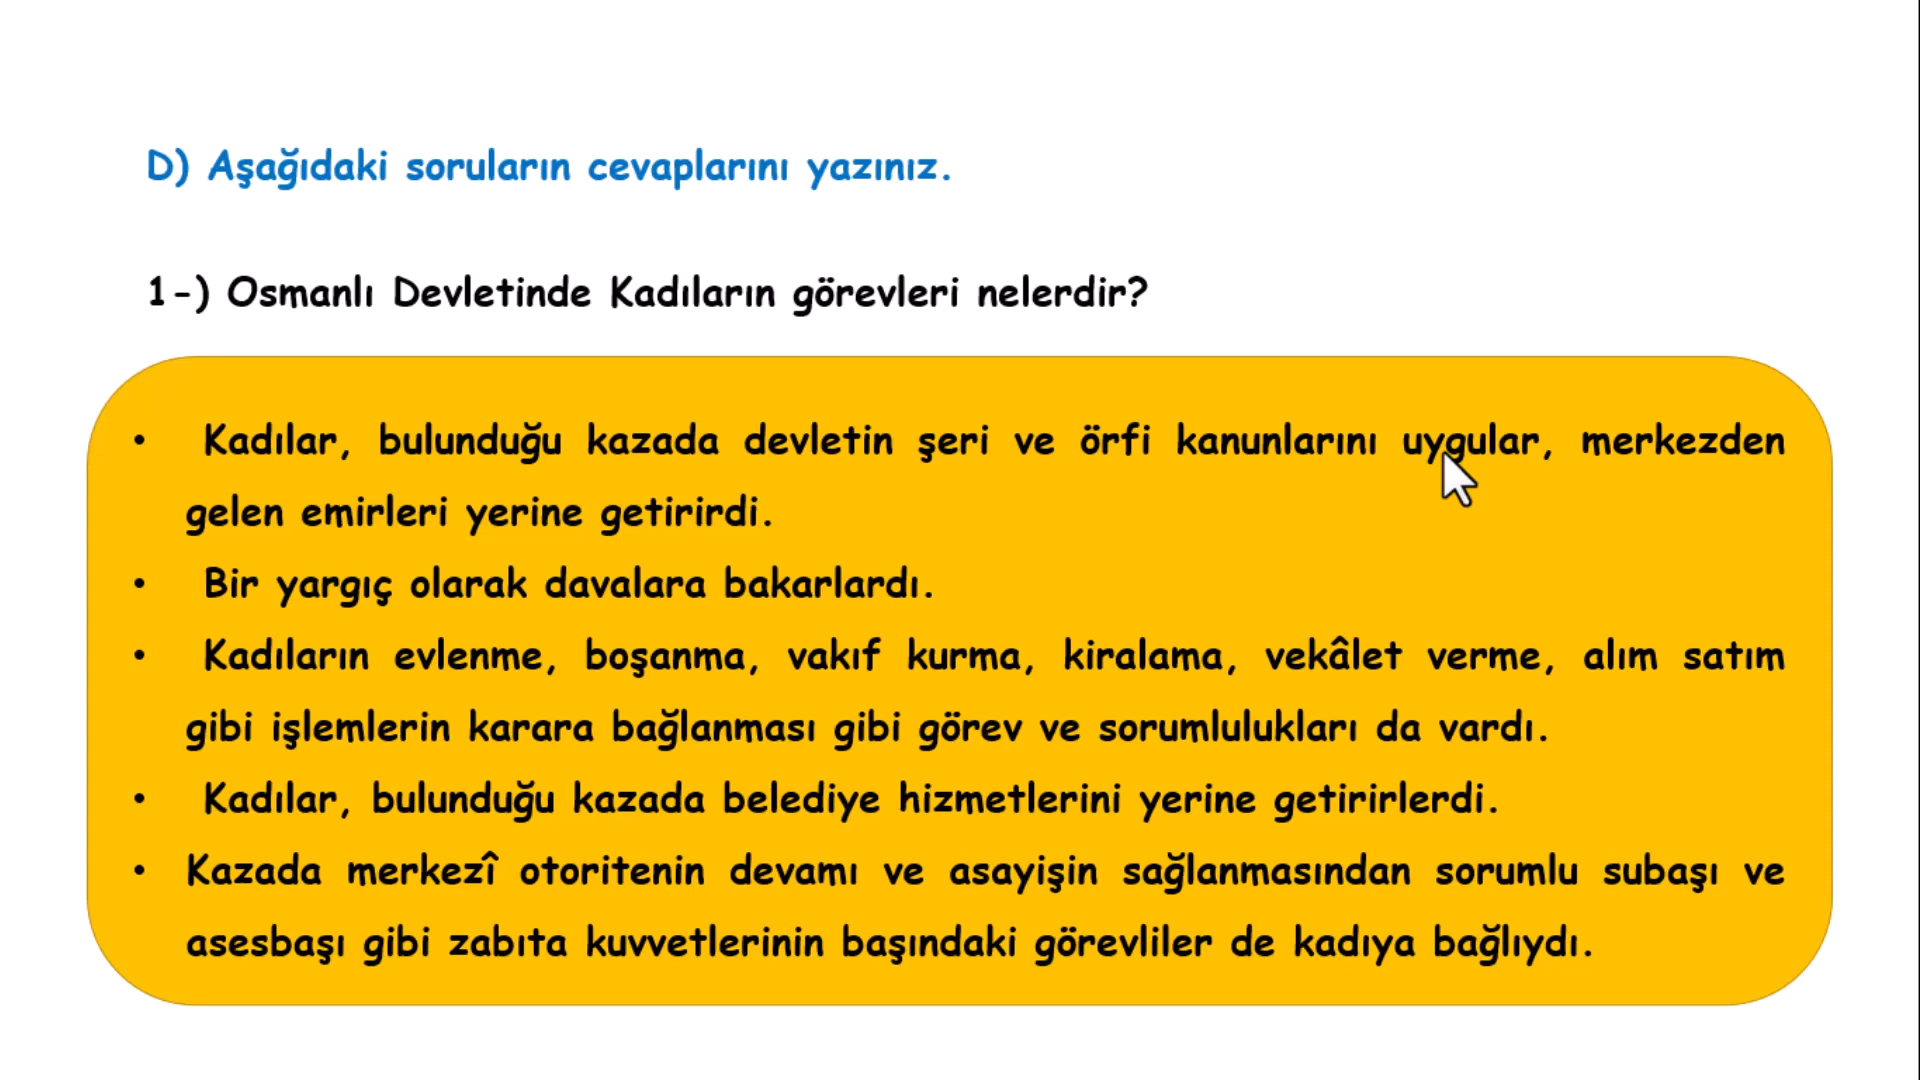 D) Aşağıdaki soruların cevaplarını yazınız.
1-) Osmanlı Devletinde Kadıların görevleri nelerdir?
• Kadılar, bulunduğu kazada devletin şeri ve örfi kanunlarını uygular, merkezden
gelen emirleri yerine getirirdi.
• Bir yargıç olarak davalara bakarlardı.
• Kadıların evlenme, boşanma, vakıf kurma, kiralama, vekâlet verme, alım satım
gibi işlemlerin karara bağlanması gibi görev ve sorumlulukları da vardı.
• Kadılar, bulunduğu kazada belediye hizmetlerini yerine getirirlerdi.
• Kazada merkezî otoritenin devamı ve asayişin sağlanmasından sorumlu subaşı ve
asesbaşı gibi zabıta kuvvetlerinin başındaki görevliler de kadıya bağlıydı.